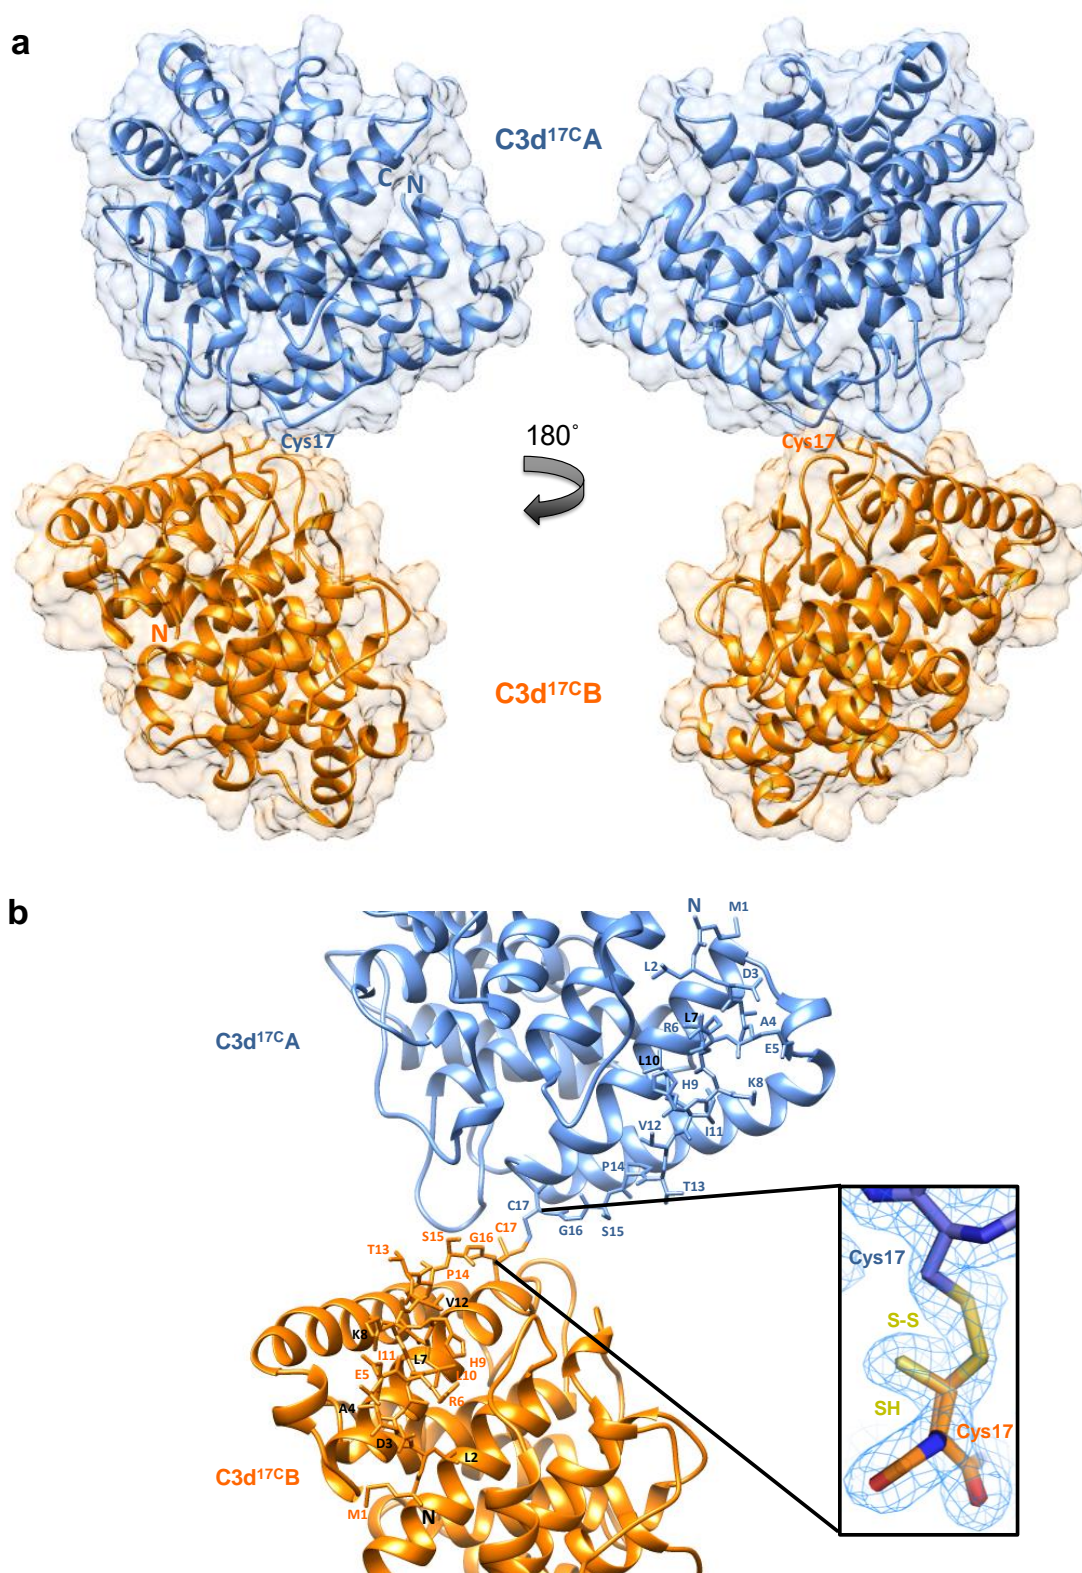 a
C3d¹⁷ᶜA
C N
Cys17
Cys17
180°
N
C3d¹⁷ᶜB
b
N
M1
L2
D3
C3d¹⁷ᶜA
L7
R6
A4
E5
L10
H9
K8
V12
I11
P14
T13
C17
G16
S15
C17
S15
G16
T13
P14
V12
K8
I11
L7
H9
E5
L10
R6
A4
D3
L2
C3d¹⁷ᶜB
M1
N
Cys17
S-S
SH
Cys17